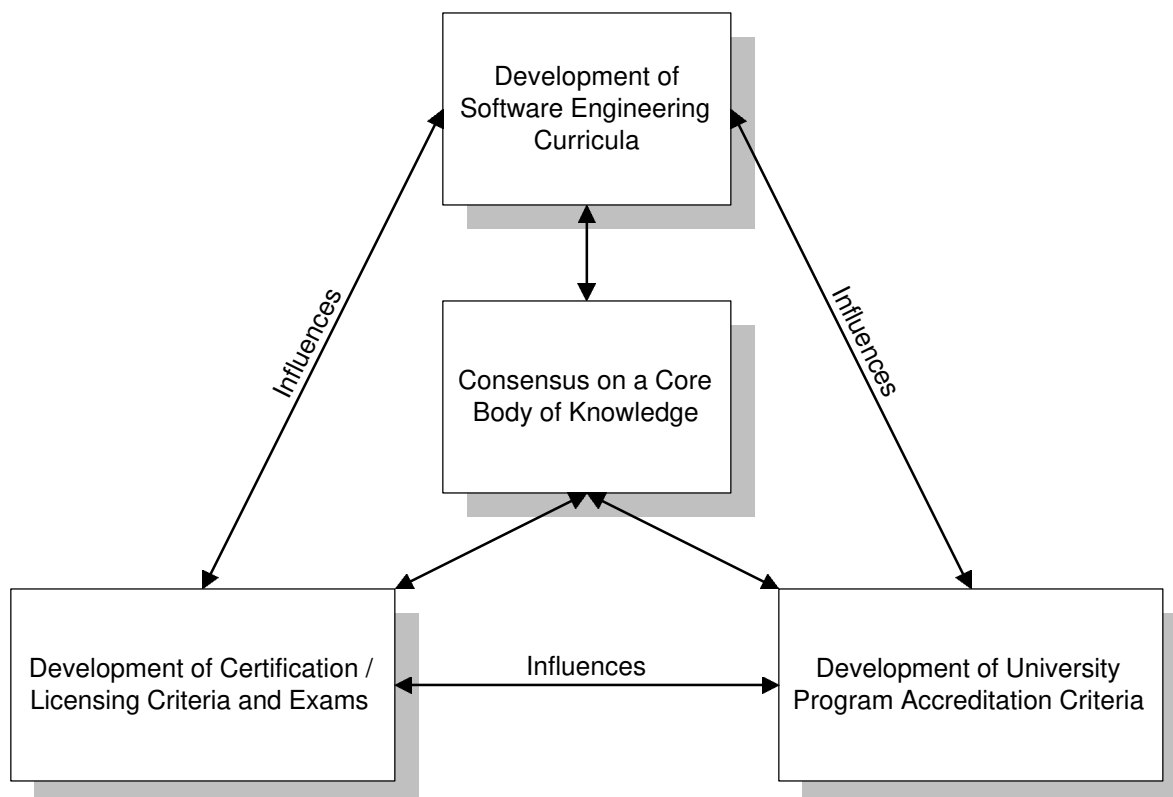 Development of
Software Engineering
Curricula
Influences
Influences
Consensus on a Core
Body of Knowledge
Development of Certification /
Licensing Criteria and Exams
Influences
Development of University
Program Accreditation Criteria